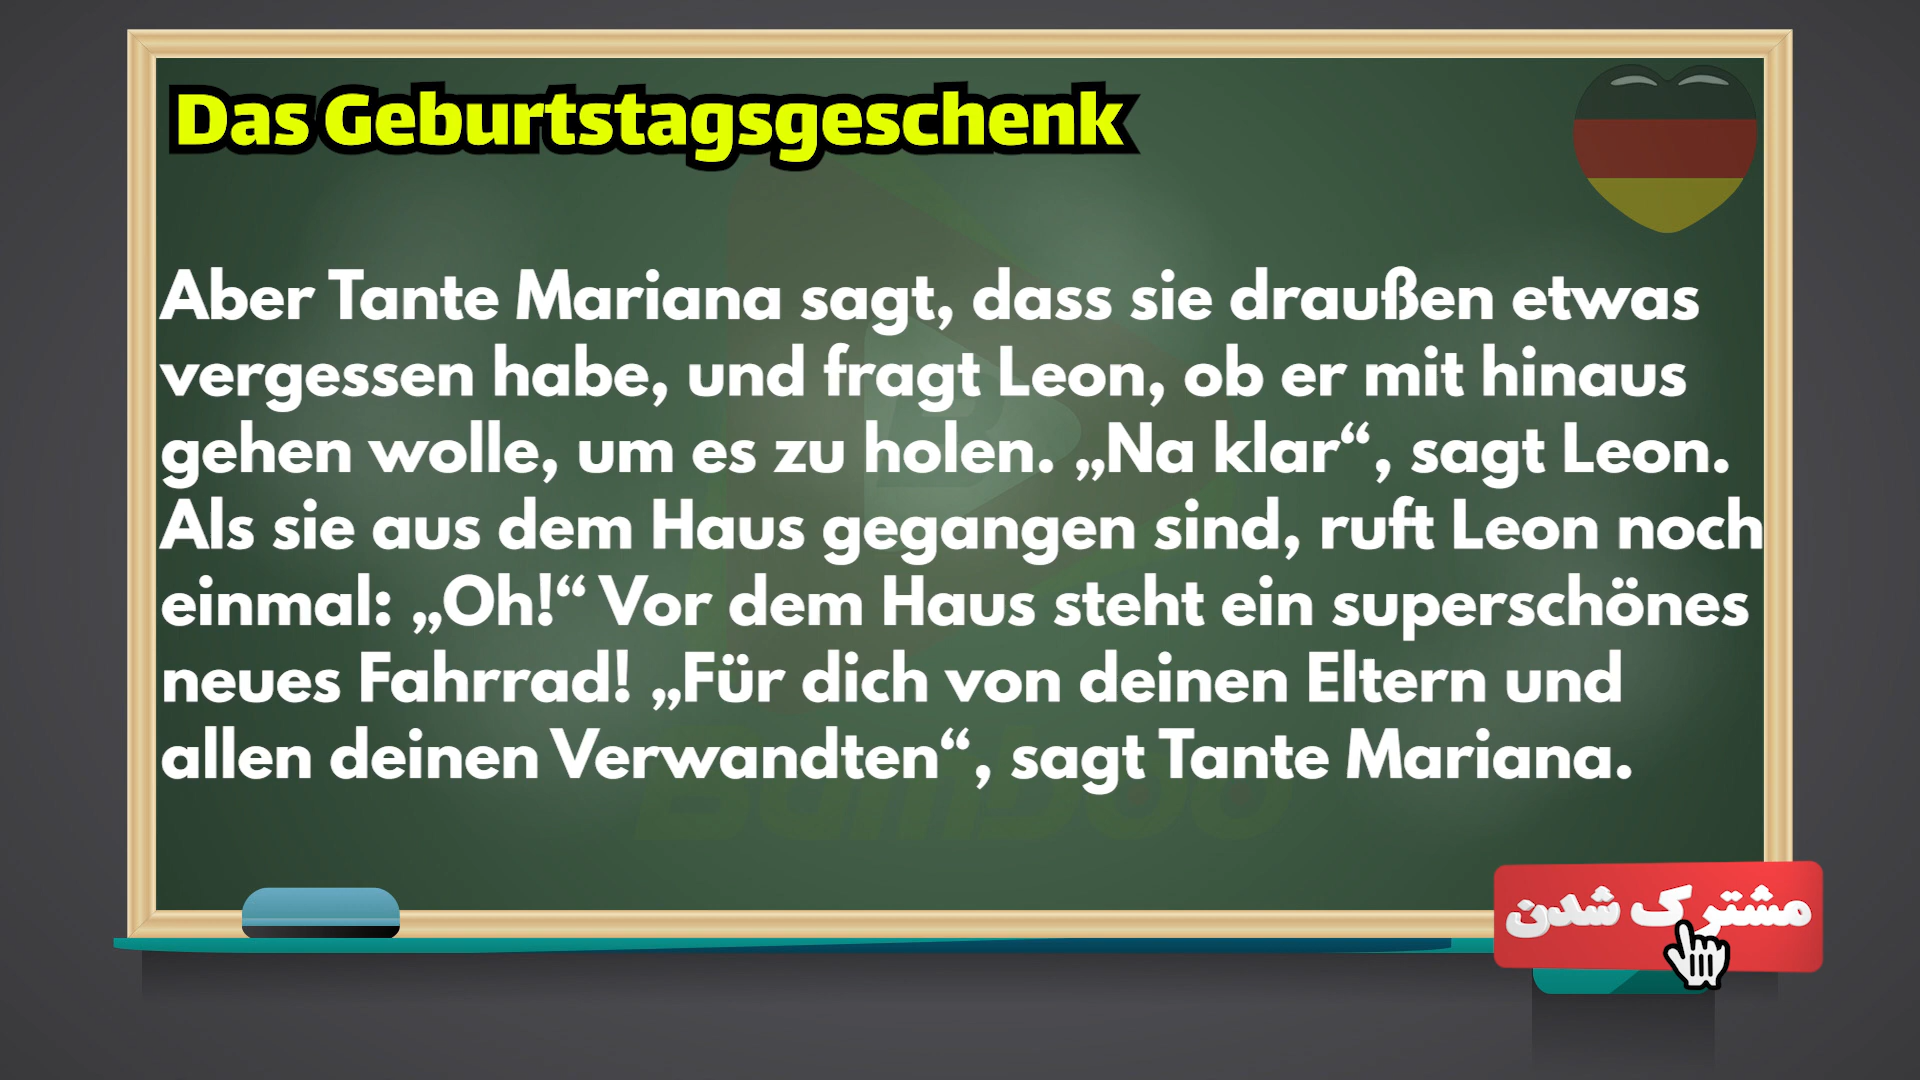 Das Geburtstagsgeschenk
Aber Tante Mariana sagt, dass sie draußen etwas
vergessen habe, und fragt Leon, ob er mit hinaus
gehen wolle, um es zu holen. „Na klar“, sagt Leon.
Als sie aus dem Haus gegangen sind, ruft Leon noch
einmal: „Oh!“ Vor dem Haus steht ein superschönes
neues Fahrrad! „Für dich von deinen Eltern und
allen deinen Verwandten“, sagt Tante Mariana.
مشترک شدن